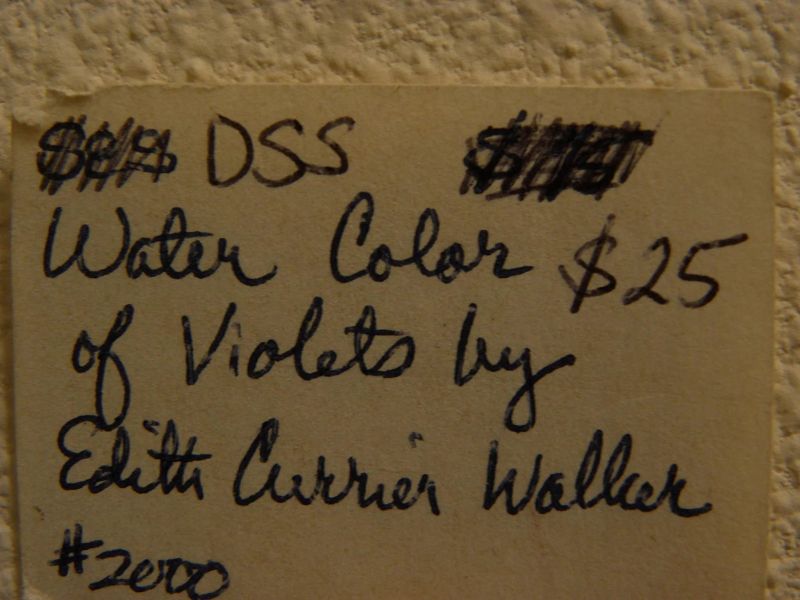 DSS
Water Color $25
of Violets by
Edith Currier Walker
#2000